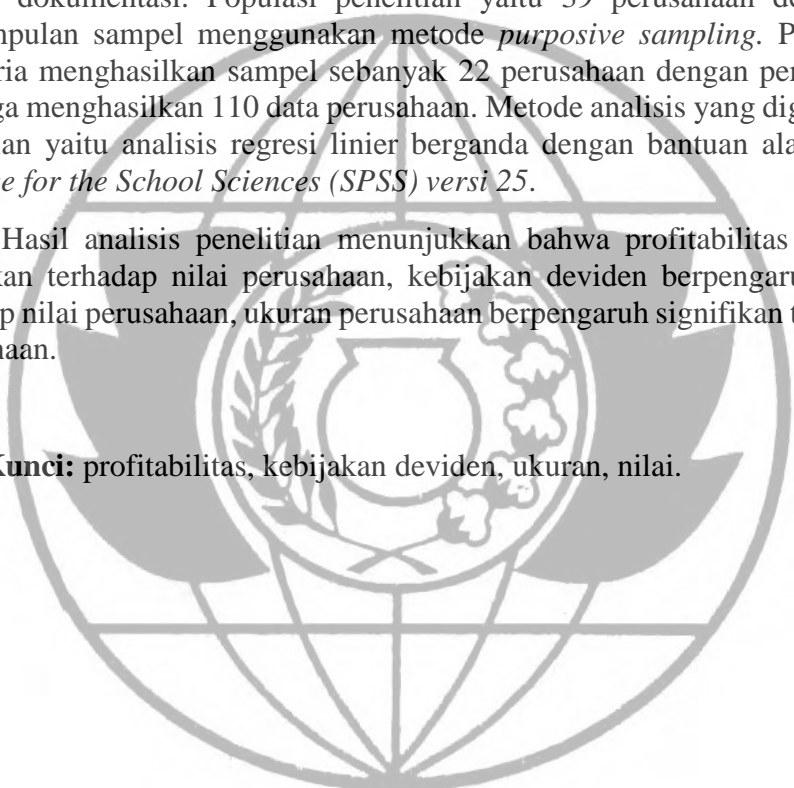 dokumentasi. Populasi penelitian yaitu 39 perusahaan de
mpulan sampel menggunakan metode purposive sampling. P
ria menghasilkan sampel sebanyak 22 perusahaan dengan per
ga menghasilkan 110 data perusahaan. Metode analisis yang dig
an yaitu analisis regresi linier berganda dengan bantuan ala
e for the School Sciences (SPSS) versi 25.
Hasil analisis penelitian menunjukkan bahwa profitabilitas
kan terhadap nilai perusahaan, kebijakan deviden berpengaru
p nilai perusahaan, ukuran perusahaan berpengaruh signifikan t
haan.
Kunci: profitabilitas, kebijakan deviden, ukuran, nilai.